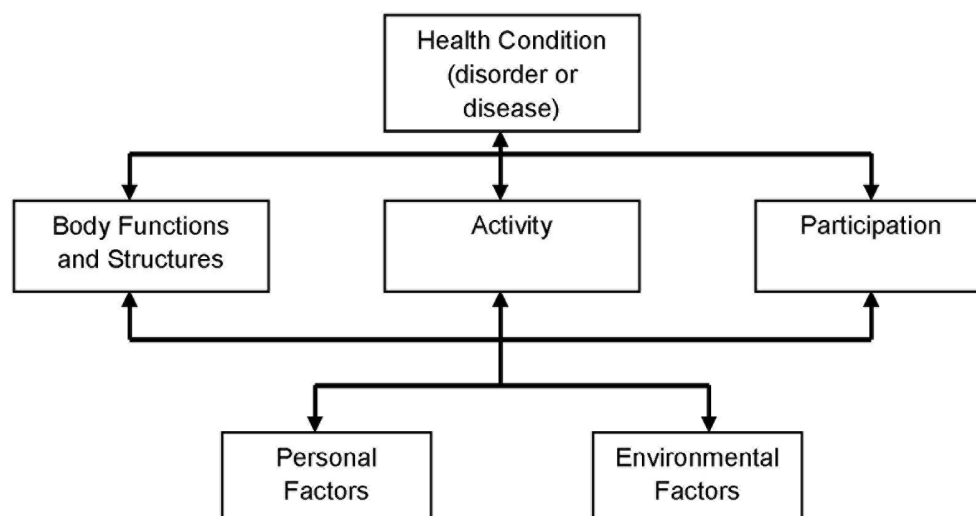 Health Condition
(disorder or
disease)
Body Functions
and Structures
Activity
Participation
Personal
Factors
Environmental
Factors